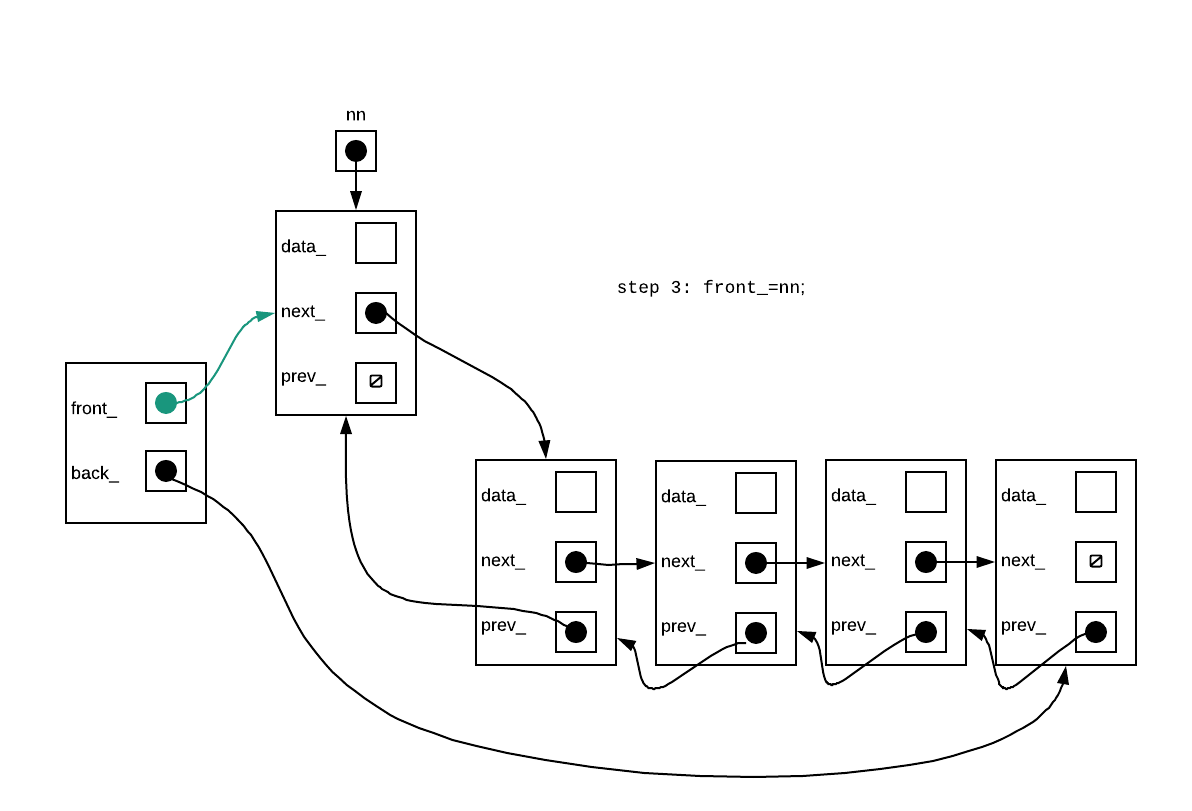 nn
data_
next_
prev_
step 3: front_=nn;
front_
back_
data_
next_
prev_
data_
next_
prev_
data_
next_
prev_
data_
next_
prev_